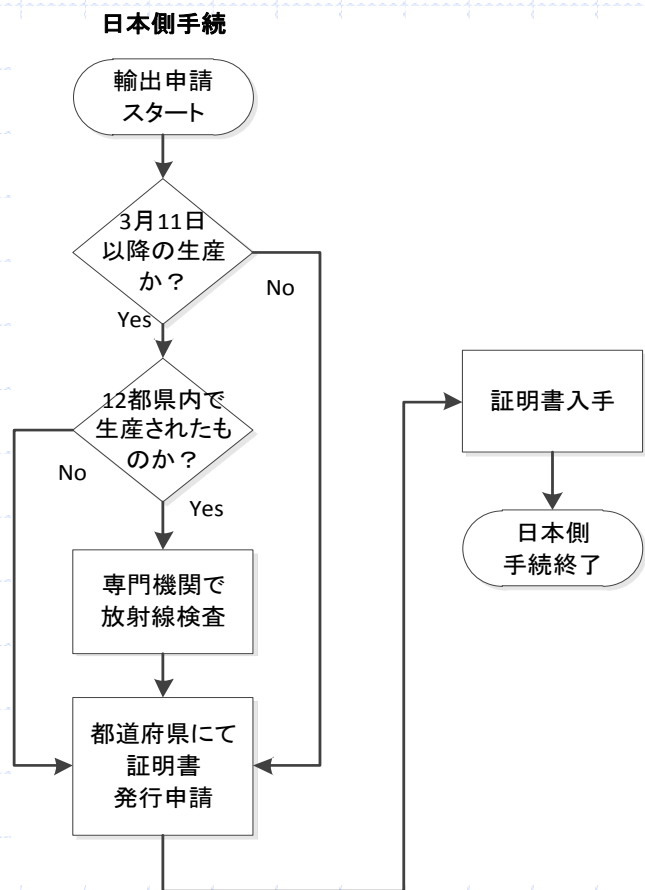 日本側手続
輸出申請
スタート
3月11日
以降の生産
か？
No
Yes
12都県内で
生産されたも
のか？
No
Yes
専門機関で
放射線検査
都道府県にて
証明書
発行申請
証明書入手
日本側
手続終了